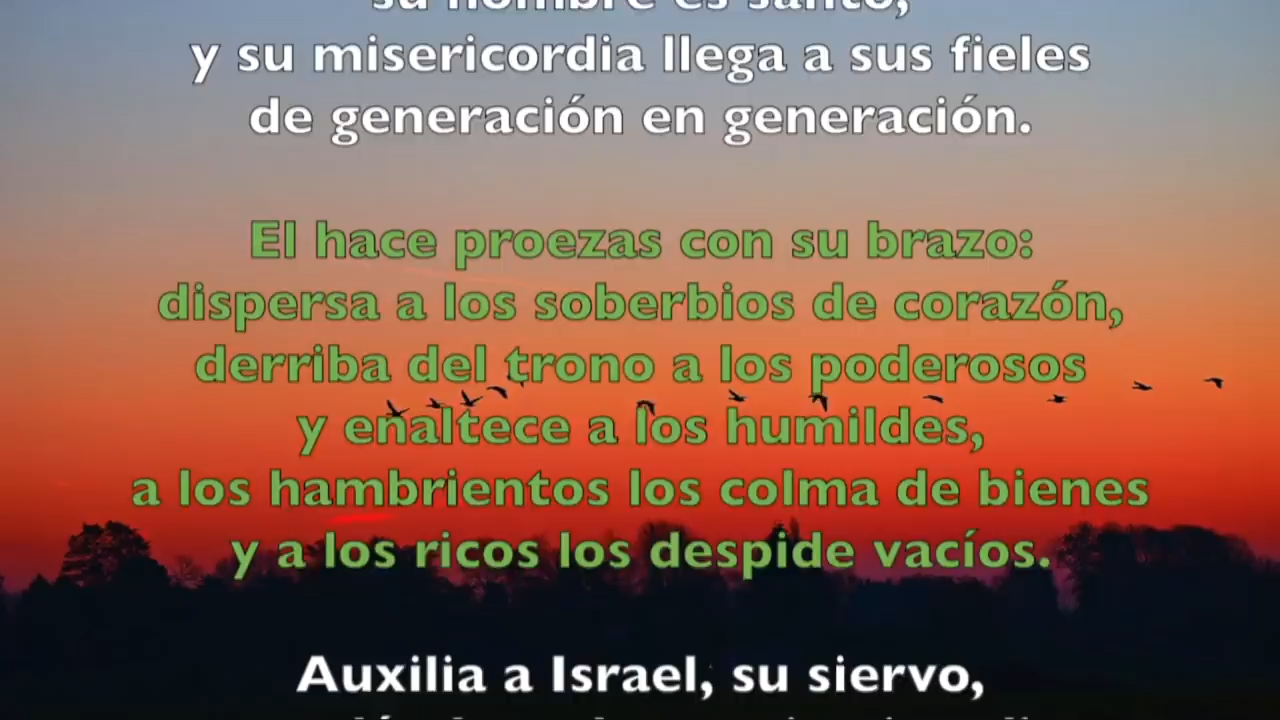 su nombre es santo,
y su misericordia llega a sus fieles
de generación en generación.
El hace proezas con su brazo:
dispersa a los soberbios de corazón,
derriba del trono a los poderosos
y enaltece a los humildes,
a los hambrientos los colma de bienes
y a los ricos los despide vacíos.
Auxilia a Israel, su siervo,